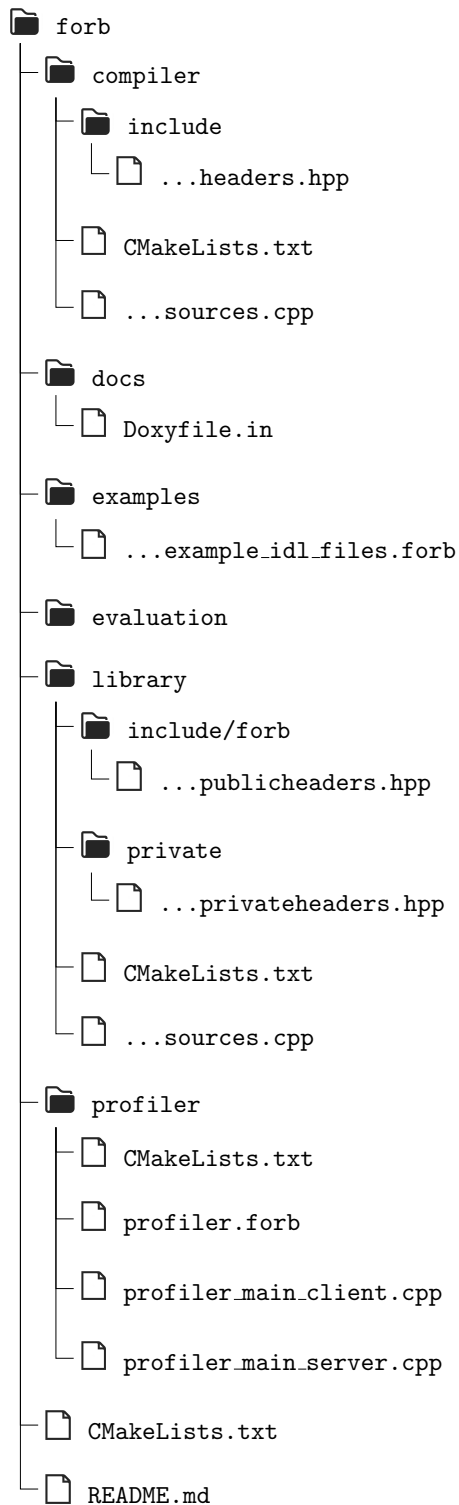 forb
compiler
include
...headers.hpp
CMakeLists.txt
...sources.cpp
docs
Doxyfile.in
examples
...example_idl_files.forb
evaluation
library
include/forb
...publicheaders.hpp
private
...privateheaders.hpp
CMakeLists.txt
...sources.cpp
profiler
CMakeLists.txt
profiler.forb
profiler_main_client.cpp
profiler_main_server.cpp
CMakeLists.txt
README.md